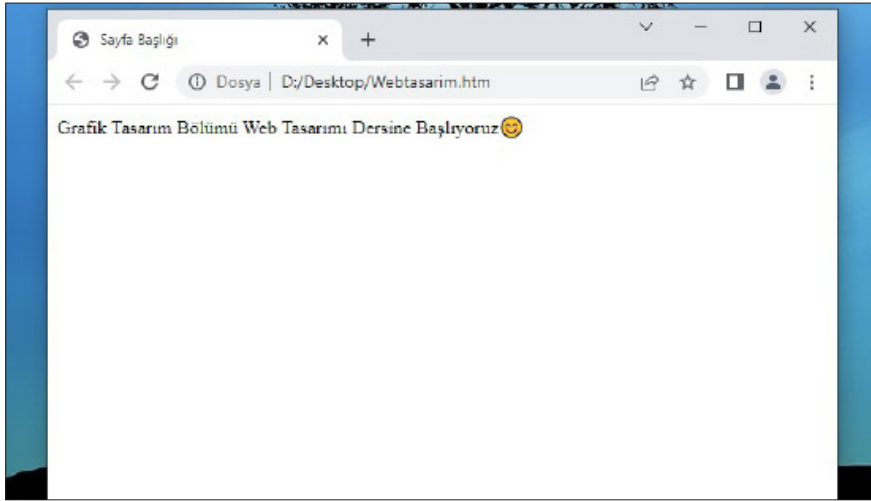 Sayfa Başlığı
Dosya | D:/Desktop/Webtasarim.htm
Grafik Tasarım Bölümü Web Tasarımı Dersine Başlıyoruz😊